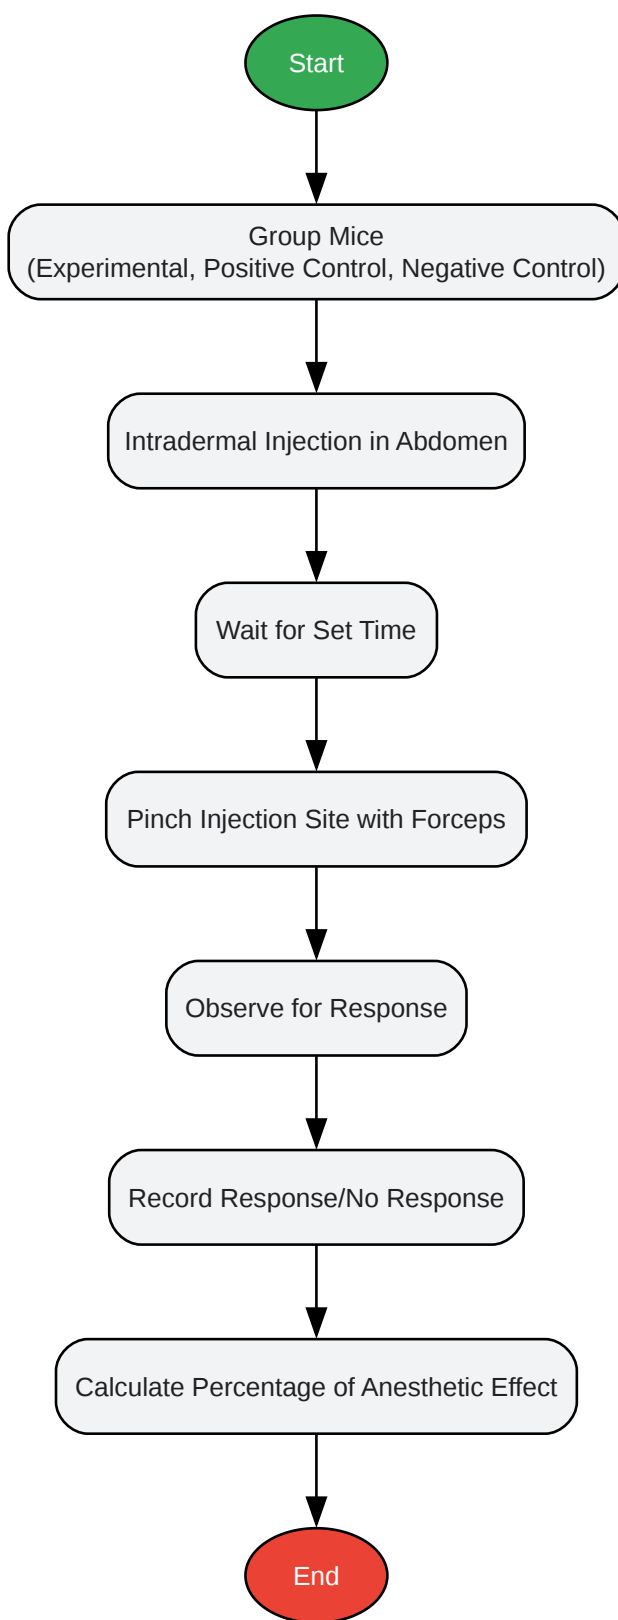 Start
Group Mice
(Experimental, Positive Control, Negative Control)
Intradermal Injection in Abdomen
Wait for Set Time
Pinch Injection Site with Forceps
Observe for Response
Record Response/No Response
Calculate Percentage of Anesthetic Effect
End